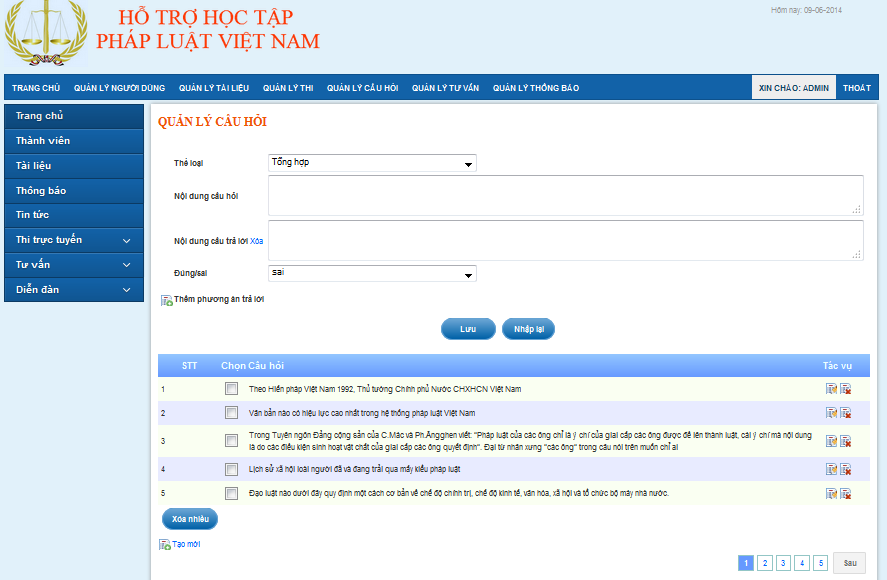 Hôm nay: 09-06-2014
HỖ TRỢ HỌC TẬP
PHÁP LUẬT VIỆT NAM
TRANG CHỦ QUẢN LÝ NGƯỜI DÙNG QUẢN LÝ TÀI LIỆU QUẢN LÝ THI QUẢN LÝ CÂU HỎI QUẢN LÝ TƯ VẤN QUẢN LÝ THÔNG BÁO XIN CHÀO: ADMIN THOÁT
Trang chủ
Thành viên
Tài liệu
Thông báo
Tin tức
Thi trực tuyến
Tư vấn
Diễn đàn
QUẢN LÝ CÂU HỎI
Thể loại Tổng hợp
Nội dung câu hỏi
Nội dung câu trả lời Xóa
Đúng/sai sai
Thêm phương án trả lời
Lưu Nhập lại
STT Chọn Câu hỏi Tác vụ
1 Theo Hiến pháp Việt Nam 1992, Thủ tướng Chính phủ Nước CHXHCN Việt Nam
2 Văn bản nào có hiệu lực cao nhất trong hệ thống pháp luật Việt Nam
3 Trong Tuyên ngôn Đảng cộng sản của C.Mác và Ph.Ăngghen viết: "Pháp luật của các ông chỉ là ý chí của giai cấp các ông được đề lên thành luật, cái ý chí mà nội dung
là do các điều kiện sinh hoạt vật chất của giai cấp các ông quyết định". Đại từ nhân xưng "các ông" trong câu nói trên muốn chỉ ai
4 Lịch sử xã hội loài người đã và đang trải qua mấy kiểu pháp luật
5 Đạo luật nào dưới đây quy định một cách cơ bản về chế độ chính trị, chế độ kinh tế, văn hóa, xã hội và tổ chức bộ máy nhà nước.
Xóa nhiều
Tạo mới
1 2 3 4 5 Sau